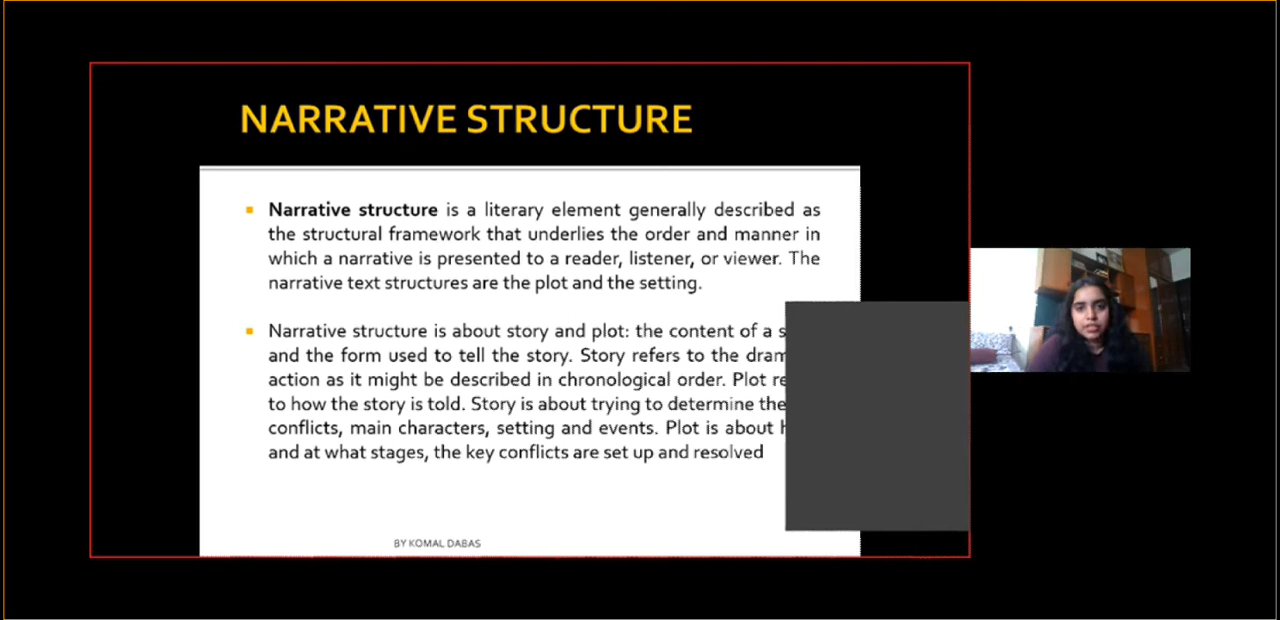 NARRATIVE STRUCTURE
Narrative structure is a literary element generally described as
the structural framework that underlies the order and manner in
which a narrative is presented to a reader, listener, or viewer. The
narrative text structures are the plot and the setting.
Narrative structure is about story and plot: the content of a
and the form used to tell the story. Story refers to the
action as it might be described in chronological order. Plot
to how the story is told. Story is about trying to determine the
conflicts, main characters, setting and events. Plot is about
and at what stages, the key conflicts are set up and resolved
BY KOMAL DABAS